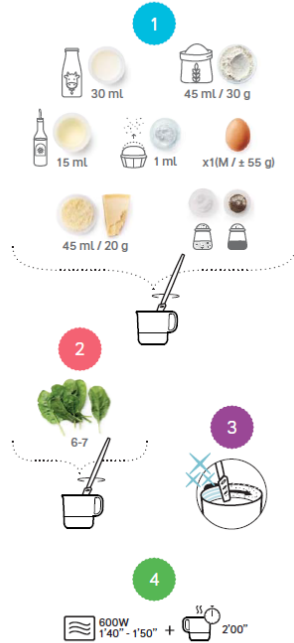 1
30 ml
45 ml / 30 g
15 ml
1 ml
x1(M / ± 55 g)
45 ml / 20 g
2
6-7
3
4
600W
1’40” - 1’50” + 2’00”